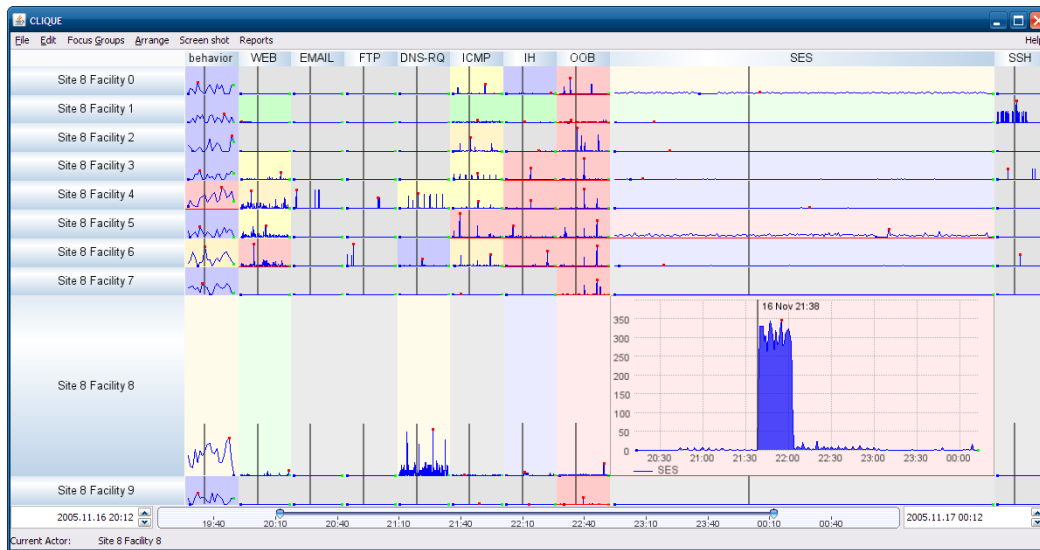 CLIQUE
File Edit Focus Groups Arrange Screen shot Reports Help
behavior WEB EMAIL FTP DNS-RQ ICMP IH OOB SES SSH
Site 8 Facility 0
Site 8 Facility 1
Site 8 Facility 2
Site 8 Facility 3
Site 8 Facility 4
Site 8 Facility 5
Site 8 Facility 6
Site 8 Facility 7
Site 8 Facility 8
16 Nov 21:38
350
300
250
200
150
100
50
0
20:30 21:00 21:30 22:00 22:30 23:00 23:30 00:00
SES
Site 8 Facility 9
2005.11.16 20:12
19:40 20:10 20:40 21:10 21:40 22:10 22:40 23:10 23:40 00:10 00:40
2005.11.17 00:12
Current Actor: Site 8 Facility 8